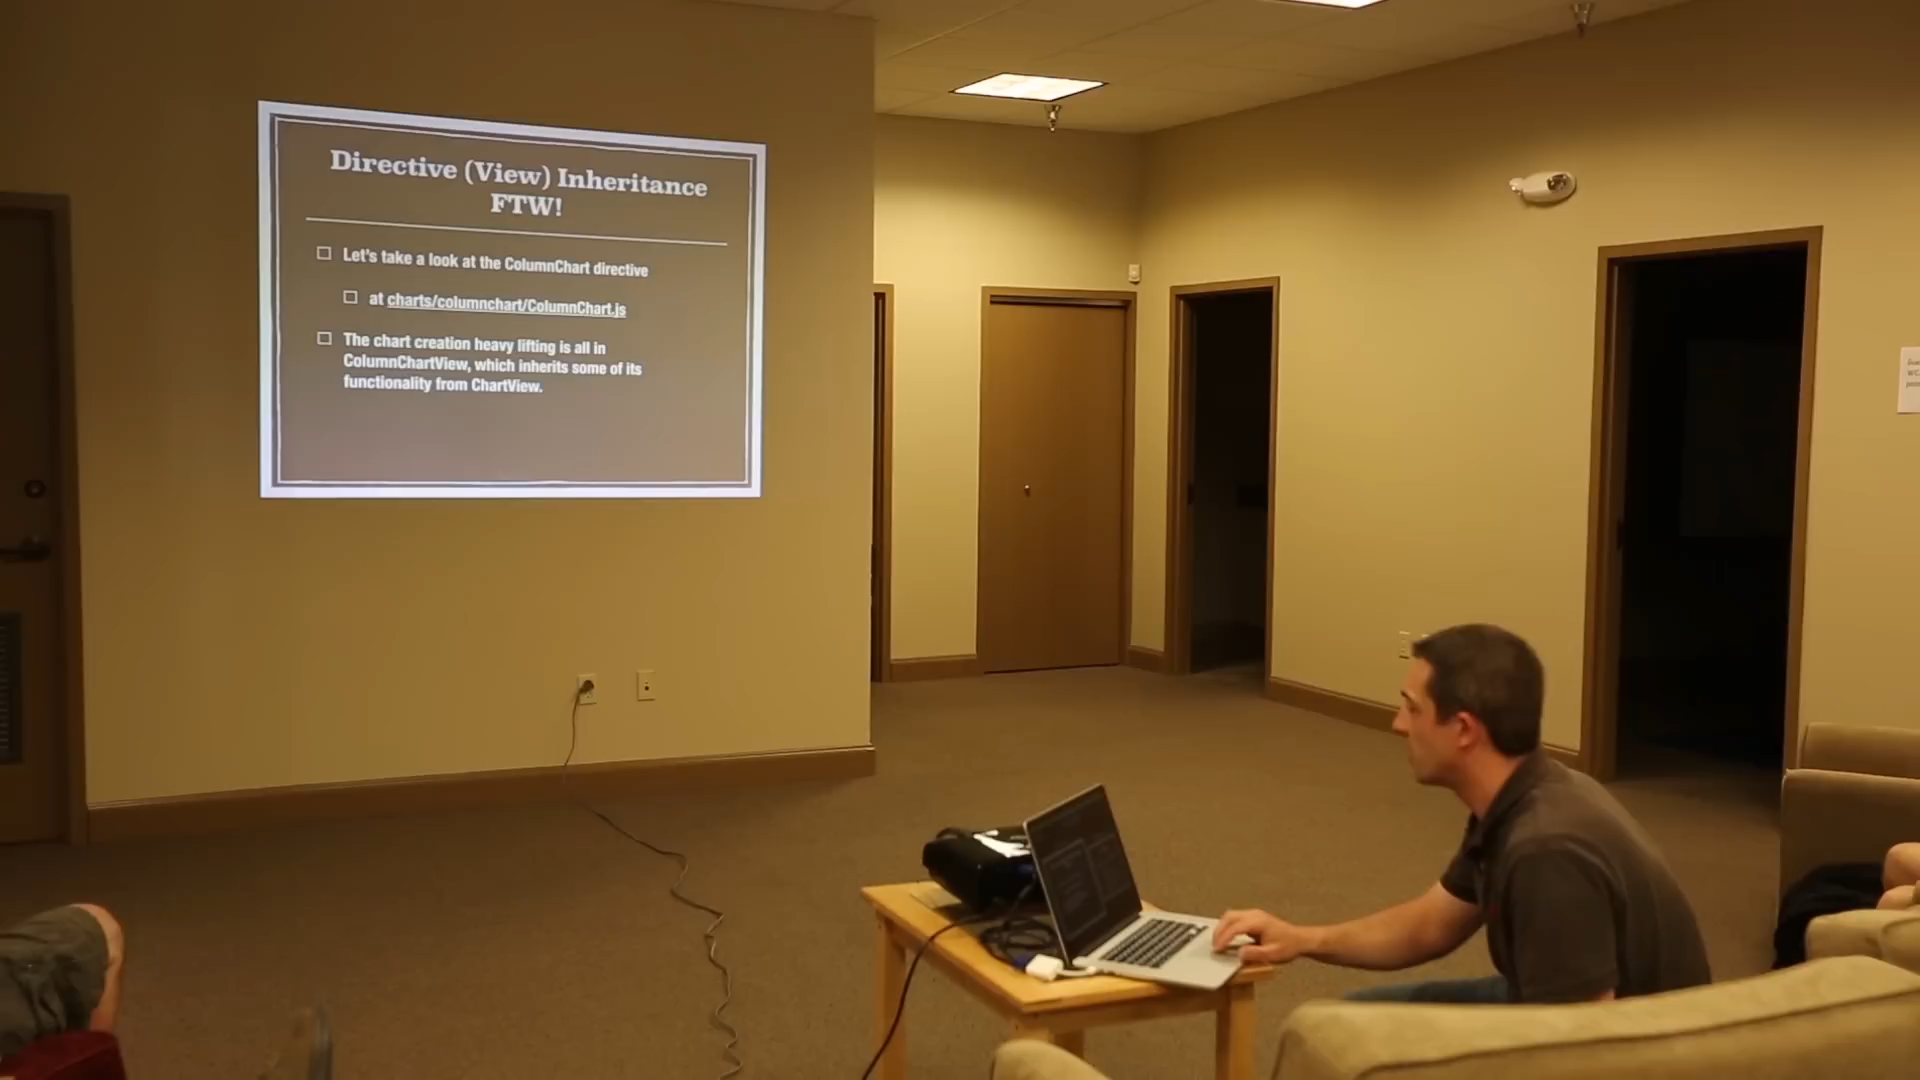 Directive (View) Inheritance
FTW!
Let's take a look at the ColumnChart directive
at charts/columnchart/ColumnChart.js
The chart creation heavy lifting is all in
ColumnChartView, which inherits some of its
functionality from ChartView.